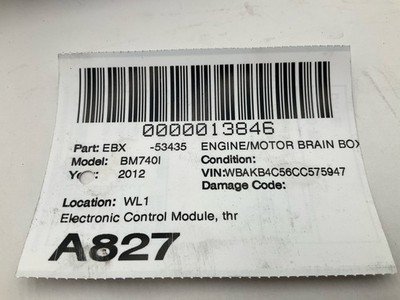 0000013846
Part: EBX -53435 ENGINE/MOTOR BRAIN BOX
Model: BM740I Condition:
Year: 2012 VIN:WBAKB4C56CC575947
Damage Code:
Location: WL1
Electronic Control Module, thr
A827